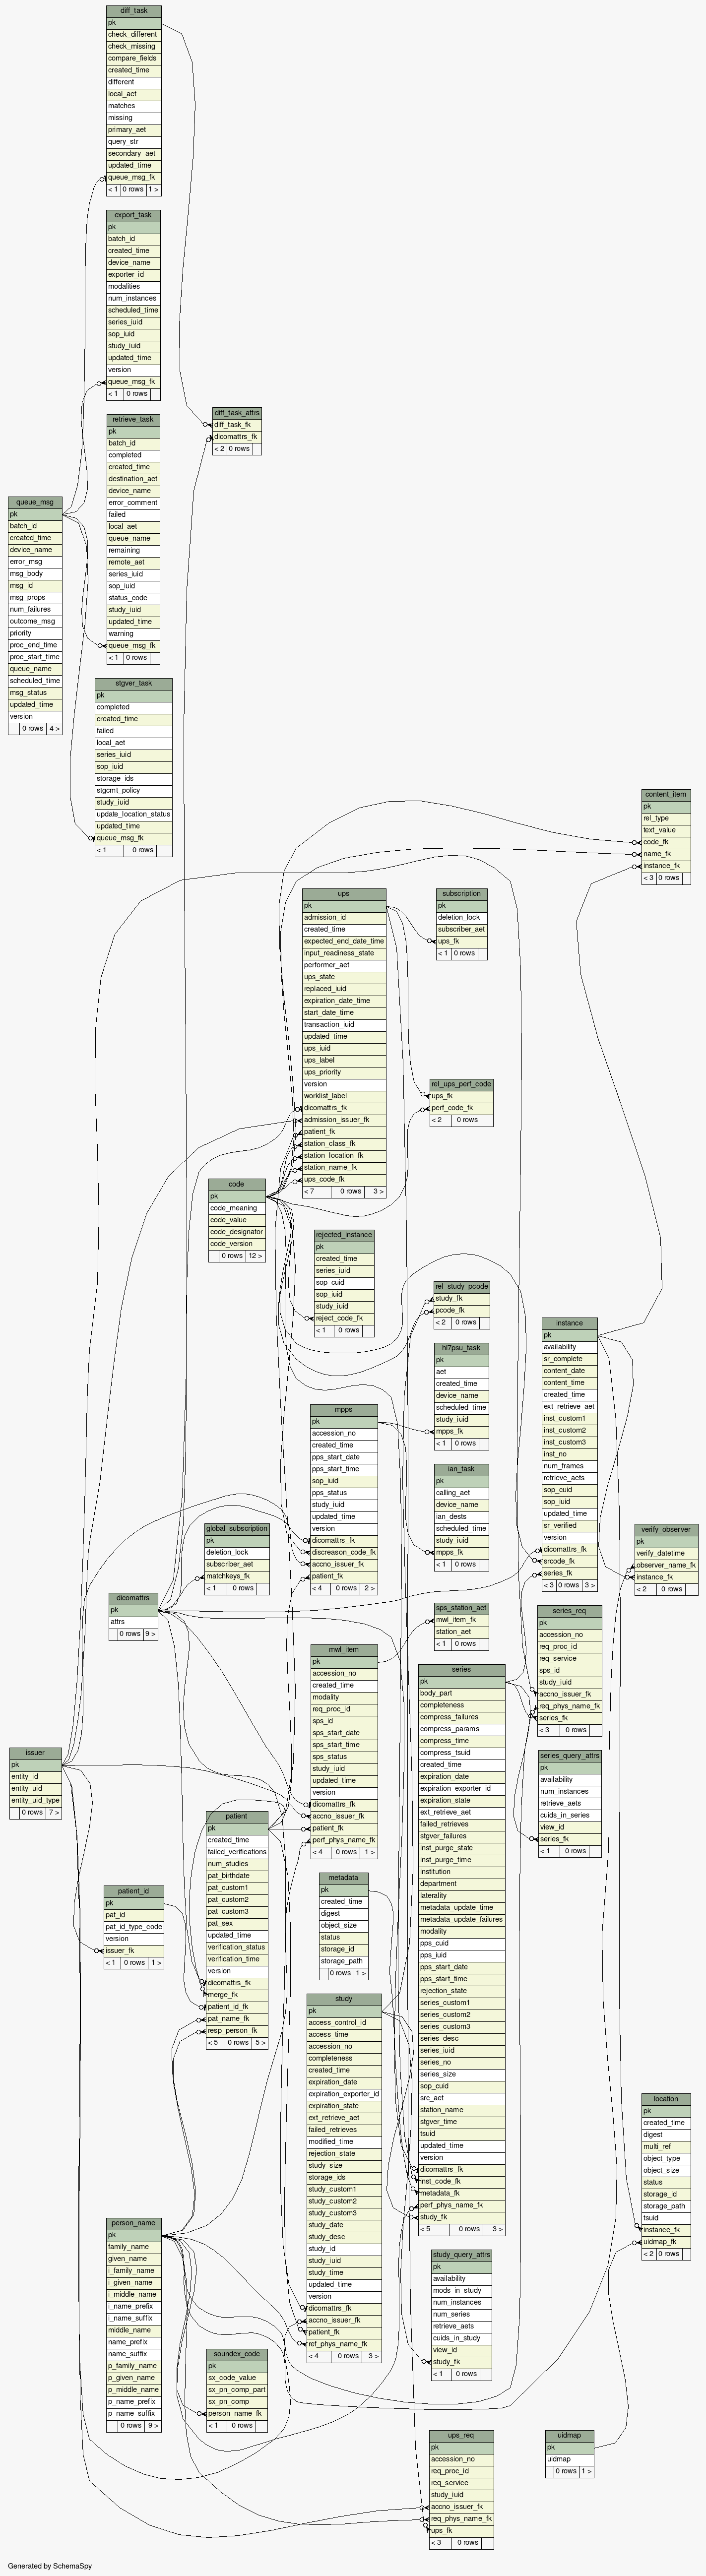 diff_task
pk
check_different
check_missing
compare_fields
created_time
different
local_aet
matches
missing
primary_aet
query_str
secondary_aet
updated_time
queue_msg_fk
< 1 0 rows 1 >
export_task
pk
batch_id
created_time
device_name
exporter_id
modalities
num_instances
scheduled_time
series_iuid
sop_iuid
study_iuid
updated_time
version
queue_msg_fk
< 1 0 rows
diff_task_attrs
diff_task_fk
dicomattrs_fk
< 2 0 rows
retrieve_task
pk
batch_id
completed
created_time
destination_aet
device_name
error_comment
failed
local_aet
queue_name
remaining
remote_aet
series_iuid
sop_iuid
status_code
study_iuid
updated_time
warning
queue_msg_fk
< 1 0 rows
queue_msg
pk
batch_id
created_time
device_name
error_msg
msg_body
msg_id
msg_props
num_failures
outcome_msg
priority
proc_end_time
proc_start_time
queue_name
scheduled_time
msg_status
updated_time
version
0 rows 4 >
stgver_task
pk
completed
created_time
failed
local_aet
series_iuid
sop_iuid
storage_ids
stgcmt_policy
study_iuid
update_location_status
updated_time
queue_msg_fk
< 1 0 rows
content_item
pk
rel_type
text_value
code_fk
name_fk
instance_fk
< 3 0 rows
ups
pk
admission_id
created_time
expected_end_date_time
input_readiness_state
performer_aet
ups_state
replaced_iuid
expiration_date_time
start_date_time
transaction_iuid
updated_time
ups_iuid
ups_label
ups_priority
version
worklist_label
dicomattrs_fk
admission_issuer_fk
patient_fk
station_class_fk
station_location_fk
station_name_fk
ups_code_fk
< 7 0 rows 3 >
subscription
pk
deletion_lock
subscriber_aet
ups_fk
< 1 0 rows
rel_ups_perf_code
ups_fk
perf_code_fk
< 2 0 rows
code
pk
code_meaning
code_value
code_designator
code_version
0 rows 12 >
rejected_instance
pk
created_time
series_iuid
sop_cuid
sop_iuid
study_iuid
reject_code_fk
< 1 0 rows
rel_study_pcode
study_fk
pcode_fk
< 2 0 rows
instance
pk
availability
sr_complete
content_date
content_time
created_time
ext_retrieve_aet
inst_custom1
inst_custom2
inst_custom3
inst_no
num_frames
retrieve_aets
sop_cuid
sop_iuid
updated_time
sr_verified
version
dicomattrs_fk
srcode_fk
series_fk
< 3 0 rows 3 >
hl7psu_task
pk
aet
created_time
device_name
scheduled_time
study_iuid
mpps_fk
< 1 0 rows
mpps
pk
accession_no
created_time
pps_start_date
pps_start_time
sop_iuid
pps_status
study_iuid
updated_time
version
dicomattrs_fk
discreason_code_fk
accno_issuer_fk
patient_fk
< 4 0 rows 2 >
ian_task
pk
calling_aet
device_name
ian_dests
scheduled_time
study_iuid
mpps_fk
< 1 0 rows
global_subscription
pk
deletion_lock
subscriber_aet
matchkeys_fk
< 1 0 rows
verify_observer
pk
verify_datetime
observer_name_fk
instance_fk
< 2 0 rows
dicomattrs
pk
attrs
0 rows 9 >
sps_station_aet
mwl_item_fk
station_aet
< 1 0 rows
series_req
pk
accession_no
req_proc_id
req_service
sps_id
study_iuid
accno_issuer_fk
req_phys_name_fk
series_fk
< 3 0 rows
mwl_item
pk
accession_no
created_time
modality
req_proc_id
sps_id
sps_start_date
sps_start_time
sps_status
study_iuid
updated_time
version
dicomattrs_fk
accno_issuer_fk
patient_fk
perf_phys_name_fk
< 4 0 rows 1 >
series
pk
body_part
completeness
compress_failures
compress_params
compress_time
compress_tsuid
created_time
expiration_date
expiration_exporter_id
expiration_state
ext_retrieve_aet
failed_retrieves
stgver_failures
inst_purge_state
inst_purge_time
institution
department
laterality
metadata_update_time
metadata_update_failures
modality
pps_cuid
pps_iuid
pps_start_date
pps_start_time
rejection_state
series_custom1
series_custom2
series_custom3
series_desc
series_iuid
series_no
series_size
sop_cuid
src_aet
station_name
stgver_time
tsuid
updated_time
version
dicomattrs_fk
inst_code_fk
metadata_fk
perf_phys_name_fk
study_fk
< 5 0 rows 3 >
issuer
pk
entity_id
entity_uid
entity_uid_type
0 rows 7 >
series_query_attrs
pk
availability
num_instances
retrieve_aets
cuids_in_series
view_id
series_fk
< 1 0 rows
patient
pk
created_time
failed_verifications
num_studies
pat_birthdate
pat_custom1
pat_custom2
pat_custom3
pat_sex
updated_time
verification_status
verification_time
version
dicomattrs_fk
merge_fk
patient_id_fk
pat_name_fk
resp_person_fk
< 5 0 rows 5 >
metadata
pk
created_time
digest
object_size
status
storage_id
storage_path
0 rows 1 >
patient_id
pk
pat_id
pat_id_type_code
version
issuer_fk
< 1 0 rows 1 >
study
pk
access_control_id
access_time
accession_no
completeness
created_time
expiration_date
expiration_exporter_id
expiration_state
ext_retrieve_aet
failed_retrieves
modified_time
rejection_state
study_size
storage_ids
study_custom1
study_custom2
study_custom3
study_date
study_desc
study_id
study_iuid
study_time
updated_time
version
dicomattrs_fk
accno_issuer_fk
patient_fk
ref_phys_name_fk
< 4 0 rows 3 >
location
pk
created_time
digest
multi_ref
object_type
object_size
status
storage_id
storage_path
tsuid
instance_fk
uidmap_fk
< 2 0 rows
person_name
pk
family_name
given_name
i_family_name
i_given_name
i_middle_name
i_name_prefix
i_name_suffix
middle_name
name_prefix
name_suffix
p_family_name
p_given_name
p_middle_name
p_name_prefix
p_name_suffix
0 rows 9 >
study_query_attrs
pk
availability
mods_in_study
num_instances
num_series
retrieve_aets
cuids_in_study
view_id
study_fk
< 1 0 rows
soundex_code
pk
sx_code_value
sx_pn_comp_part
sx_pn_comp
person_name_fk
< 1 0 rows
ups_req
pk
accession_no
req_proc_id
req_service
study_iuid
accno_issuer_fk
req_phys_name_fk
ups_fk
< 3 0 rows
uidmap
pk
uidmap
0 rows 1 >
Generated by SchemaSpy